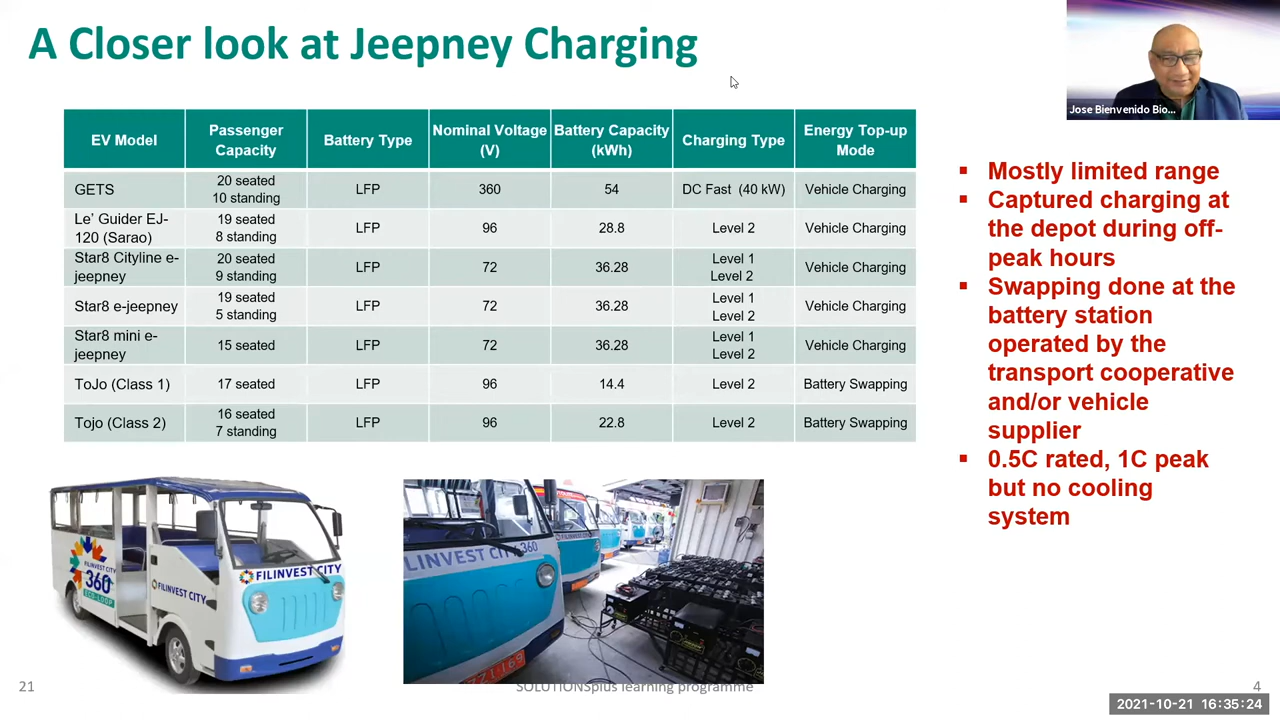 A Closer look at Jeepney Charging
Jose Bienvenido Bio...
EV Model
Passenger
Capacity
Battery Type
Nominal Voltage
(V)
Battery Capacity
(kWh)
Charging Type
Energy Top-up
Mode
GETS
20 seated
10 standing
LFP
360
54
DC Fast (40 kW)
Vehicle Charging
Le' Guider EJ-
120 (Sarao)
19 seated
8 standing
LFP
96
28.8
Level 2
Vehicle Charging
Star8 Cityline e-
jeepney
20 seated
9 standing
LFP
72
36.28
Level 1
Level 2
Vehicle Charging
Star8 e-jeepney
19 seated
5 standing
LFP
72
36.28
Level 1
Level 2
Vehicle Charging
Star8 mini e-
jeepney
15 seated
LFP
72
36.28
Level 1
Level 2
Vehicle Charging
ToJo (Class 1)
17 seated
LFP
96
14.4
Level 2
Battery Swapping
Tojo (Class 2)
16 seated
7 standing
LFP
96
22.8
Level 2
Battery Swapping
▪ Mostly limited range
▪ Captured charging at
the depot during off-
peak hours
▪ Swapping done at the
battery station
operated by the
transport cooperative
and/or vehicle
supplier
▪ 0.5C rated, 1C peak
but no cooling
system
FILINVEST CITY
360
ECO-LOOP
FILINVEST CITY
FILINVEST CITY
FILINVEST CITY 360
21
SOLUTIONSplus learning programme
4
2021-10-21 16:35:24